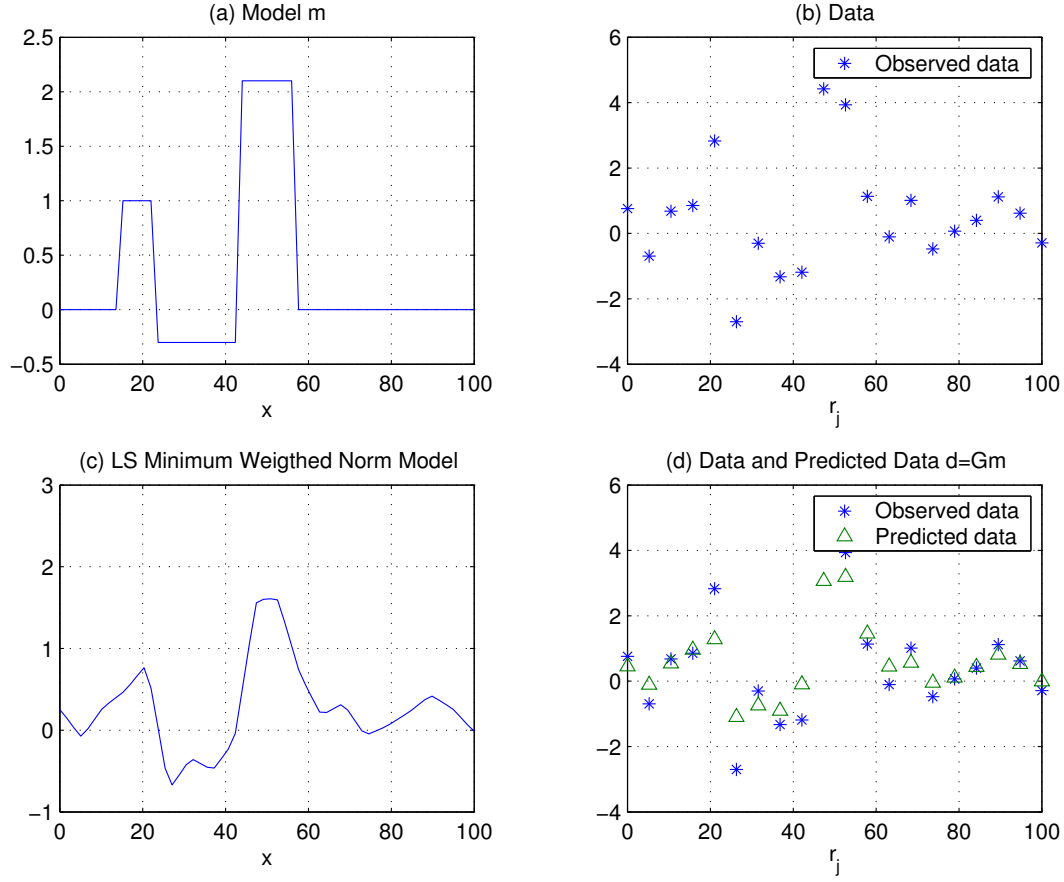 (a) Model m
2.5
2
1.5
1
0.5
0
−0.5
0 20 40 60 80 100
x
(b) Data
Observed data
6
4
2
0
−2
−4
0 20 40 60 80 100
r_j
(c) LS Minimum Weigthed Norm Model
3
2
1
0
−1
0 20 40 60 80 100
x
(d) Data and Predicted Data d=Gm
Observed data
Predicted data
6
4
2
0
−2
−4
0 20 40 60 80 100
r_j